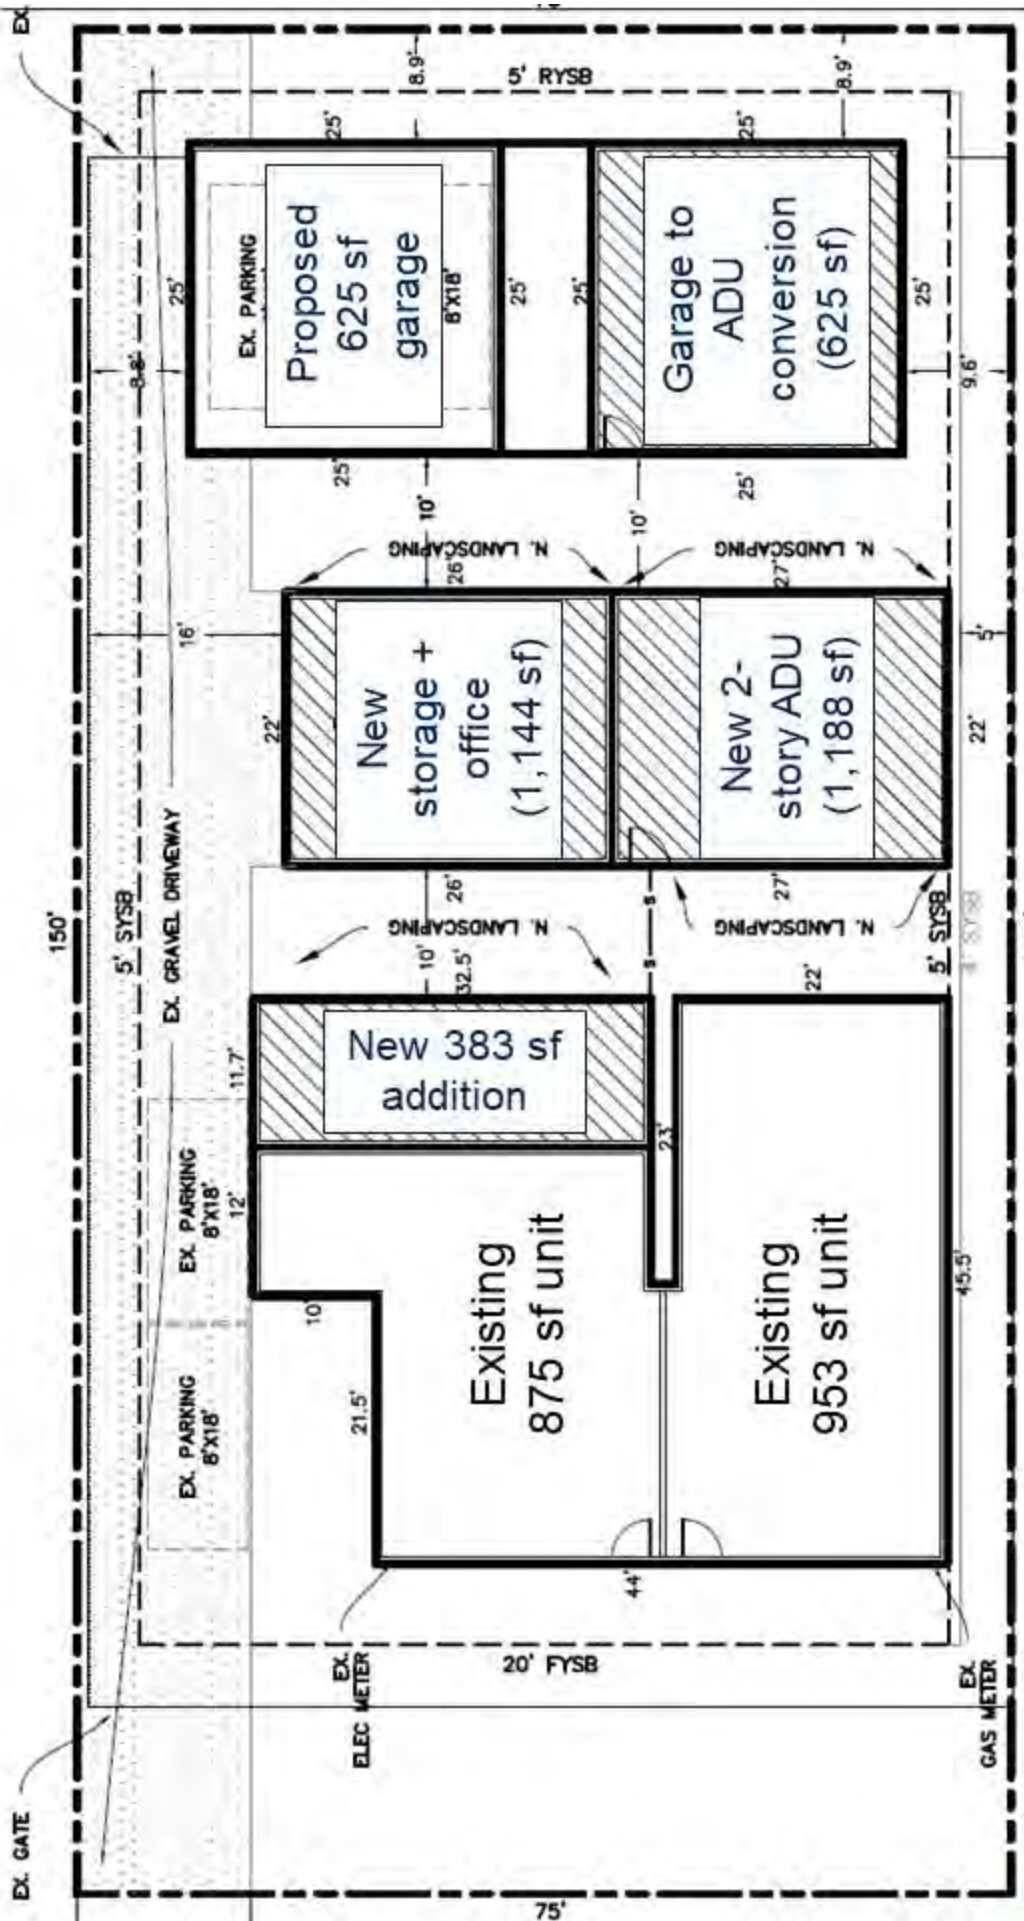 EX.
8.9'
5' RYSB
8.9'
25'
25'
25'
EX. PARKING
Proposed
625 sf
garage
8'X18'
25'
25'
Garage to
ADU
conversion
(625 sf)
25'
8.8'
9.6'
25'
10'
10'
25'
N. LANDSCAPING
N. LANDSCAPING
26'
27'
16'
5'
22'
New
storage +
office
(1,144 sf)
New 2-
story ADU
(1,188 sf)
22'
EX. GRAVEL DRIVEWAY
150'
5' SYSB
26'
27'
S
S
N. LANDSCAPING
N. LANDSCAPING
5' SYSB
4' SYSB
10'
32.5'
22'
11.7'
New 383 sf
addition
23'
12'
EX. PARKING
8'X18'
10'
45.5'
21.5'
Existing
875 sf unit
Existing
953 sf unit
EX. PARKING
8'X18'
44'
20' FYSB
EX.
ELEC METER
EX.
GAS METER
EX. GATE
75'